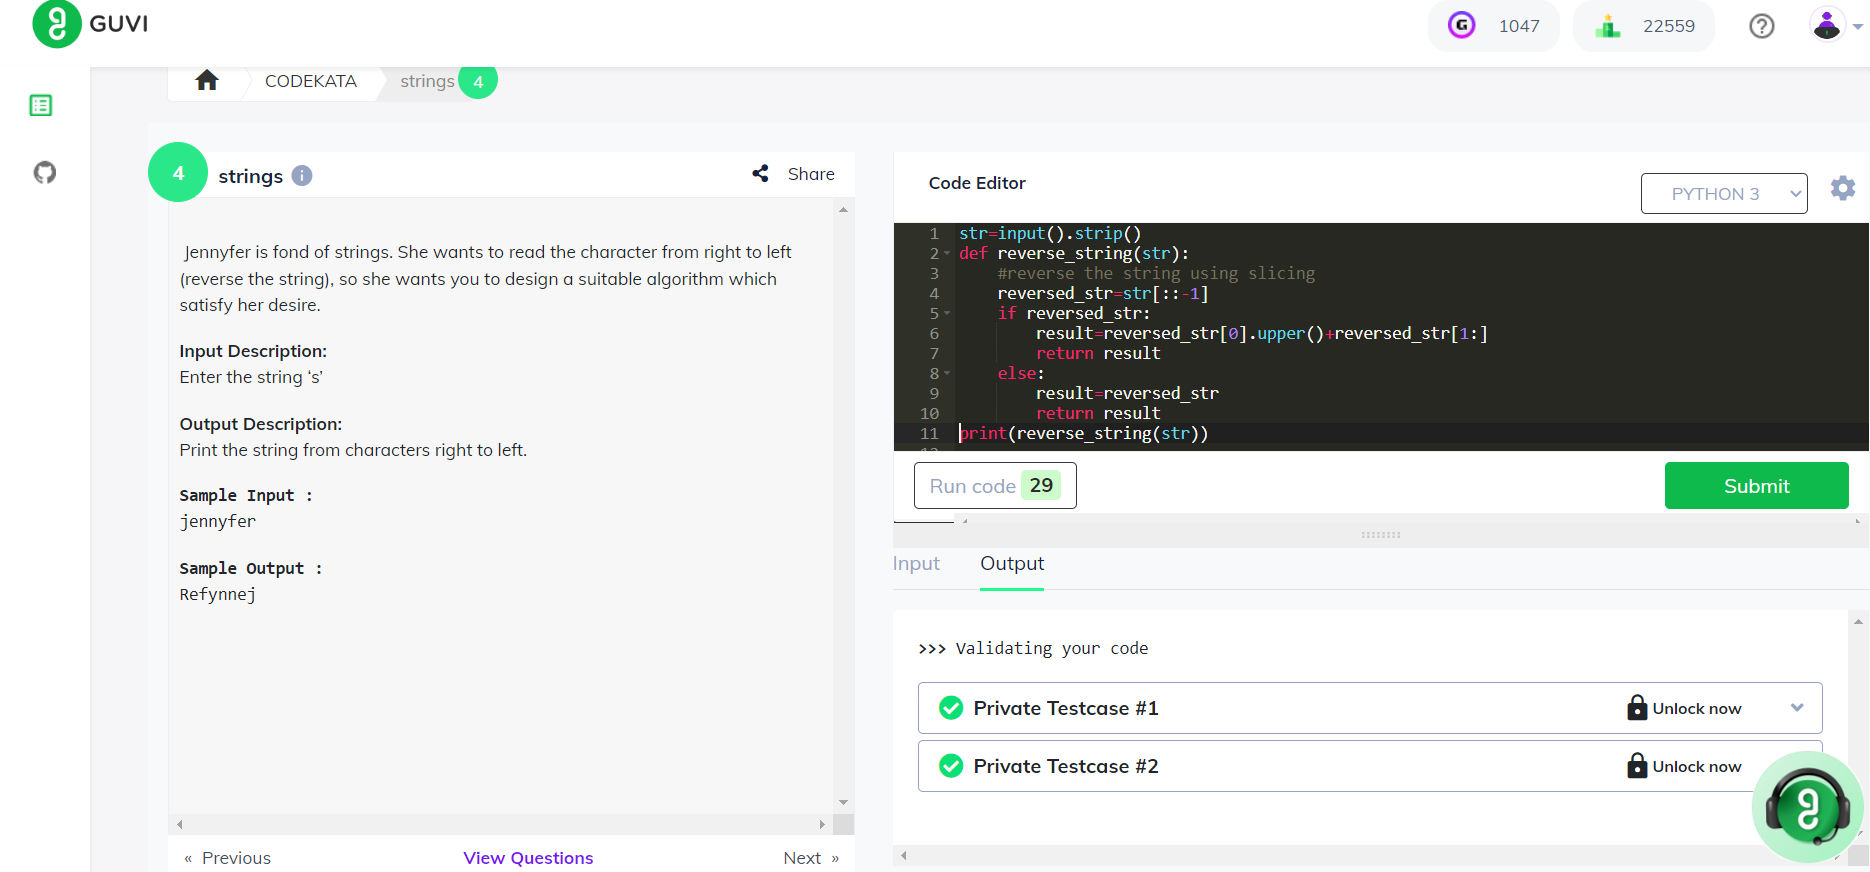 GUVI
1047
22559
CODEKATA
strings 4
4 strings
Share
Jennyfer is fond of strings. She wants to read the character from right to left
(reverse the string), so she wants you to design a suitable algorithm which
satisfy her desire.
Input Description:
Enter the string ‘s’
Output Description:
Print the string from characters right to left.
Sample Input :
jennyfer
Sample Output :
Refynnej
« Previous
View Questions
Next »
Code Editor
PYTHON 3
1 str=input().strip()
2 def reverse_string(str):
3     #reverse the string using slicing
4     reversed_str=str[::-1]
5     if reversed_str:
6         result=reversed_str[0].upper()+reversed_str[1:]
7         return result
8     else:
9         result=reversed_str
10         return result
11 print(reverse_string(str))
Run code 29
Submit
Input
Output
>>> Validating your code
Private Testcase #1
Unlock now
Private Testcase #2
Unlock now